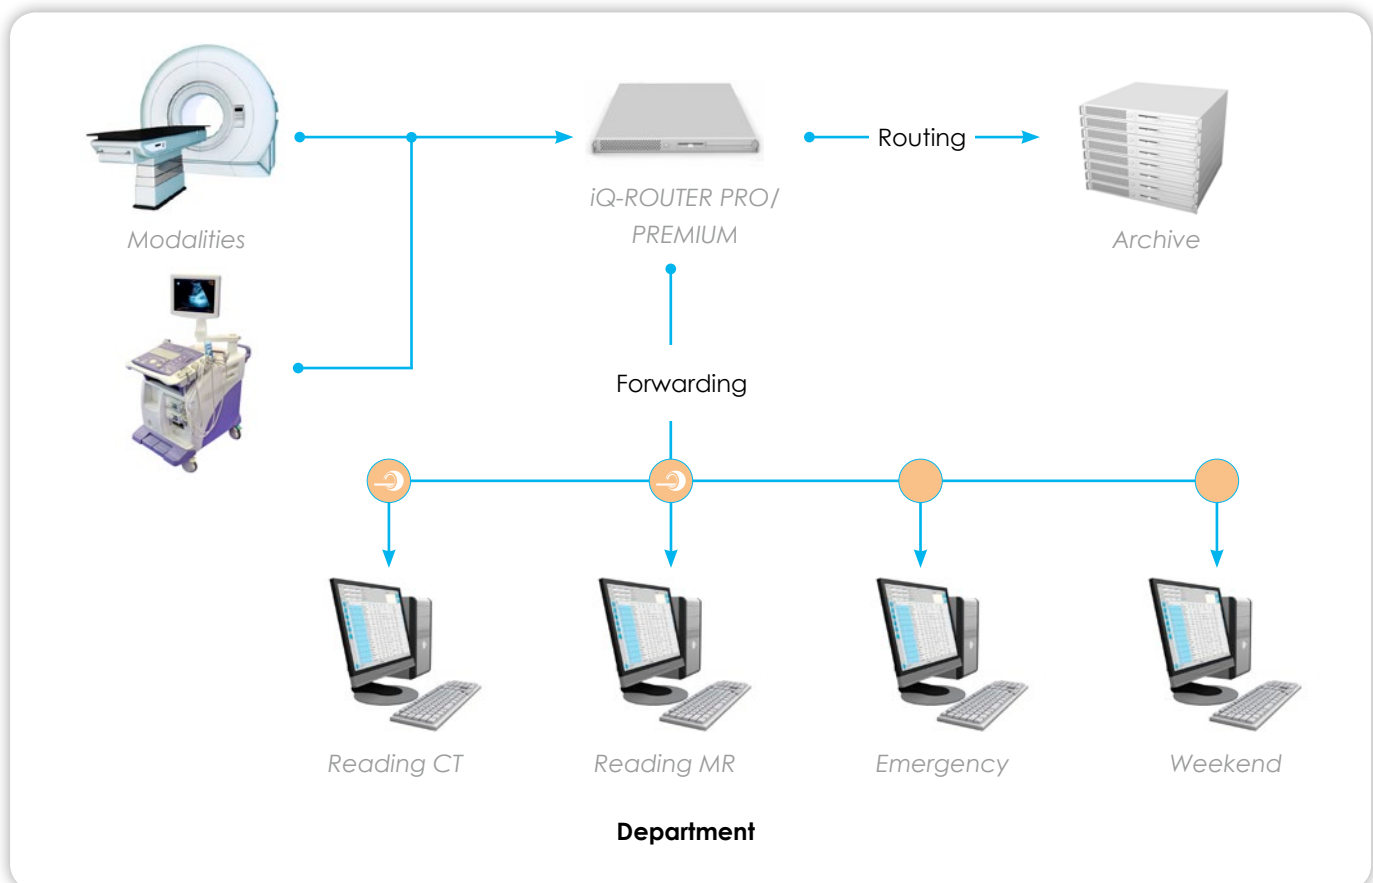 Routing
iQ-ROUTER PRO/
PREMIUM
Modalities
Archive
Forwarding
Reading CT
Reading MR
Emergency
Weekend
Department